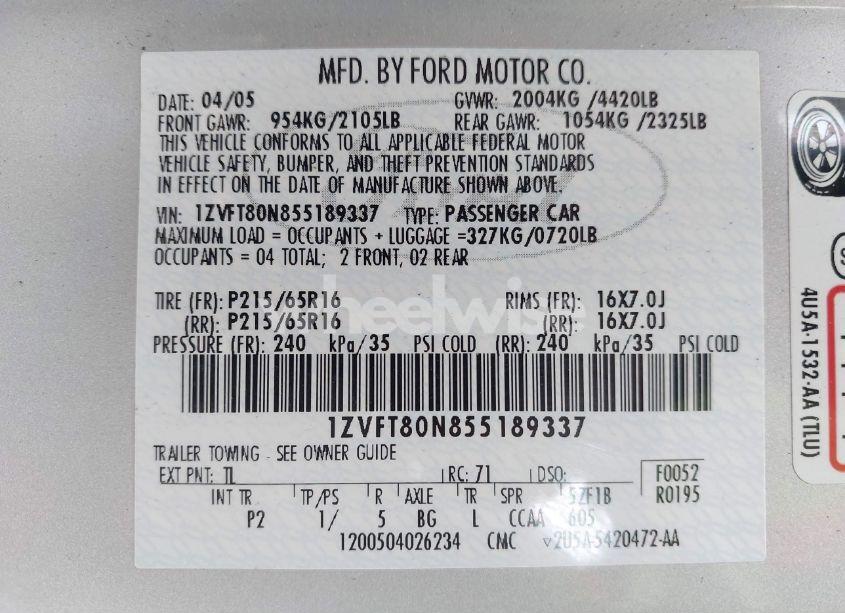 MFD. BY FORD MOTOR CO.
DATE: 04/05 GVWR: 2004KG /4420LB
FRONT GAWR: 954KG/2105LB REAR GAWR: 1054KG /2325LB
THIS VEHICLE CONFORMS TO ALL APPLICABLE FEDERAL MOTOR
VEHICLE SAFETY, BUMPER, AND THEFT PREVENTION STANDARDS
IN EFFECT ON THE DATE OF MANUFACTURE SHOWN ABOVE.
VIN: 1ZVFT80N855189337 TYPE: PASSENGER CAR
MAXIMUM LOAD = OCCUPANTS + LUGGAGE =327KG/0720LB
OCCUPANTS = 04 TOTAL; 2 FRONT, 02 REAR
heelwise
TIRE (FR): P215/65R16 RIMS (FR): 16X7.0J
(RR): P215/65R16 (RR): 16X7.0J
PRESSURE (FR): 240 kPa/35 PSI COLD (RR): 240 kPa/35 PSI COLD
1ZVFT80N855189337
TRAILER TOWING - SEE OWNER GUIDE
EXT PNT: TL RC: 71 DSO: F0052
INT TR TP/PS R AXLE TR SPR 5ZF1B R0195
P2 1/ 5 BG L CCAA 605
1200504026234 CMC 2U5A-5420472-AA
4U5A-1532-AA (TLU)